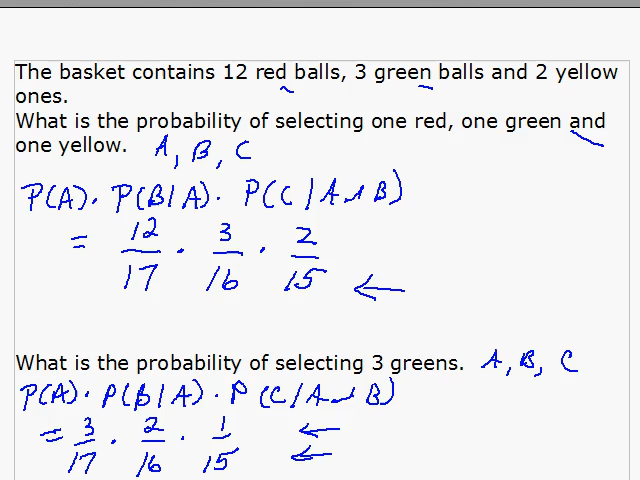 The basket contains 12 red balls, 3 green balls and 2 yellow
ones.
What is the probability of selecting one red, one green and
one yellow. A, B, C
P(A) · P(B/A) · P(C/A and B)
= 12/17 · 3/16 · 2/15 ←
What is the probability of selecting 3 greens. A, B, C
P(A) · P(B/A) · P(C/A and B)
= 3/17 · 2/16 · 1/15 ←
←